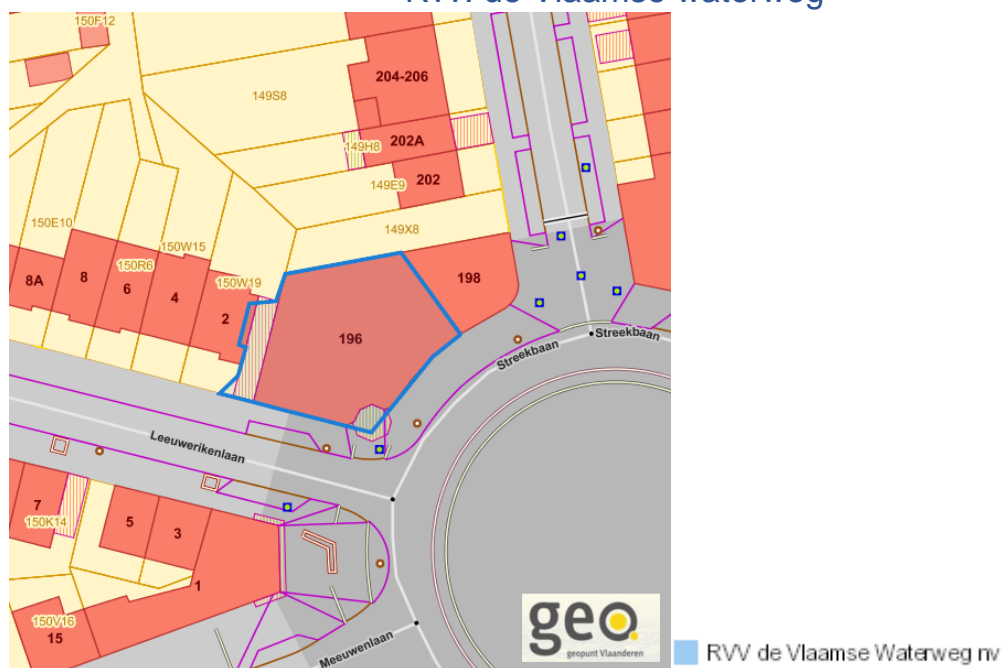 RVV de Vlaamse waterweg
150F12
204-206
149S8
202A
149H8
202
149E9
150E10
149X8
150W15
150R6
150W19
198
8A
8
6
4
2
196
Streekbaan
Streekbaan
Leeuwerikenlaan
7
150K14
5
3
1
150V16
15
Meeuwenlaan
geo
geopunt Vlaanderen
RVV de Vlaamse Waterweg nv